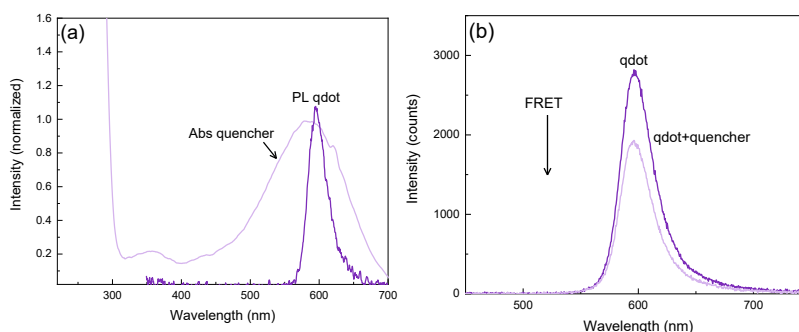 (a)
Intensity (normalized)
1.6
1.4
1.2
1.0
0.8
0.6
0.4
0.2
PL qdot
Abs quencher
300
400
500
600
700
Wavelength (nm)
(b)
Intensity (counts)
3000
2000
1000
0
qdot
FRET
qdot+quencher
500
600
700
Wavelength (nm)